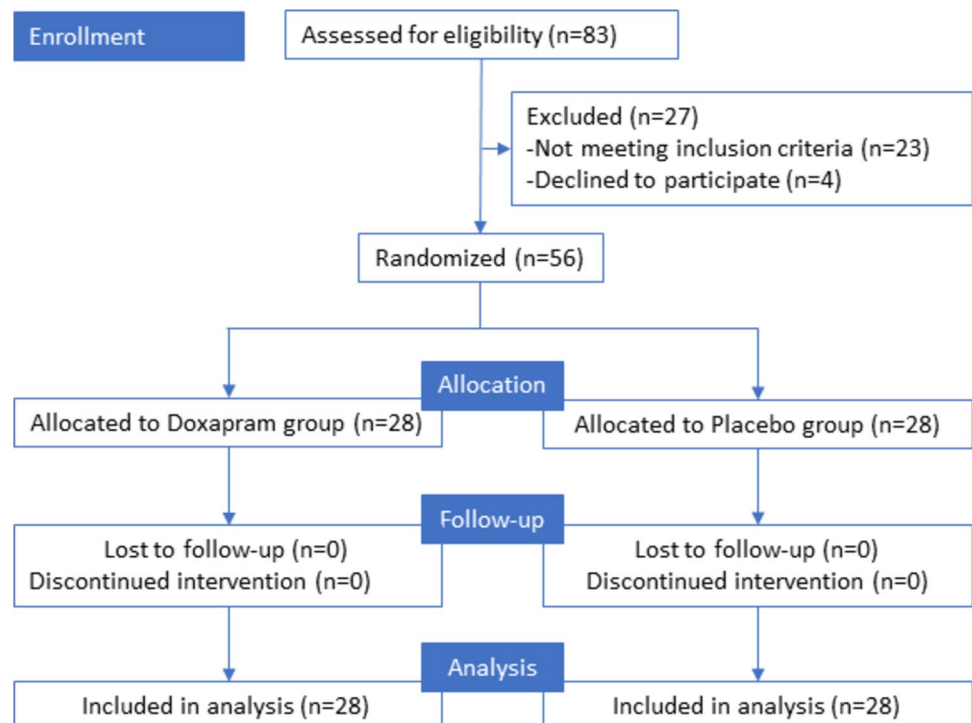 Enrollment
Assessed for eligibility (n=83)
Excluded (n=27)
-Not meeting inclusion criteria (n=23)
-Declined to participate (n=4)
Randomized (n=56)
Allocation
Allocated to Doxapram group (n=28)
Allocated to Placebo group (n=28)
Follow-up
Lost to follow-up (n=0)
Discontinued intervention (n=0)
Lost to follow-up (n=0)
Discontinued intervention (n=0)
Analysis
Included in analysis (n=28)
Included in analysis (n=28)